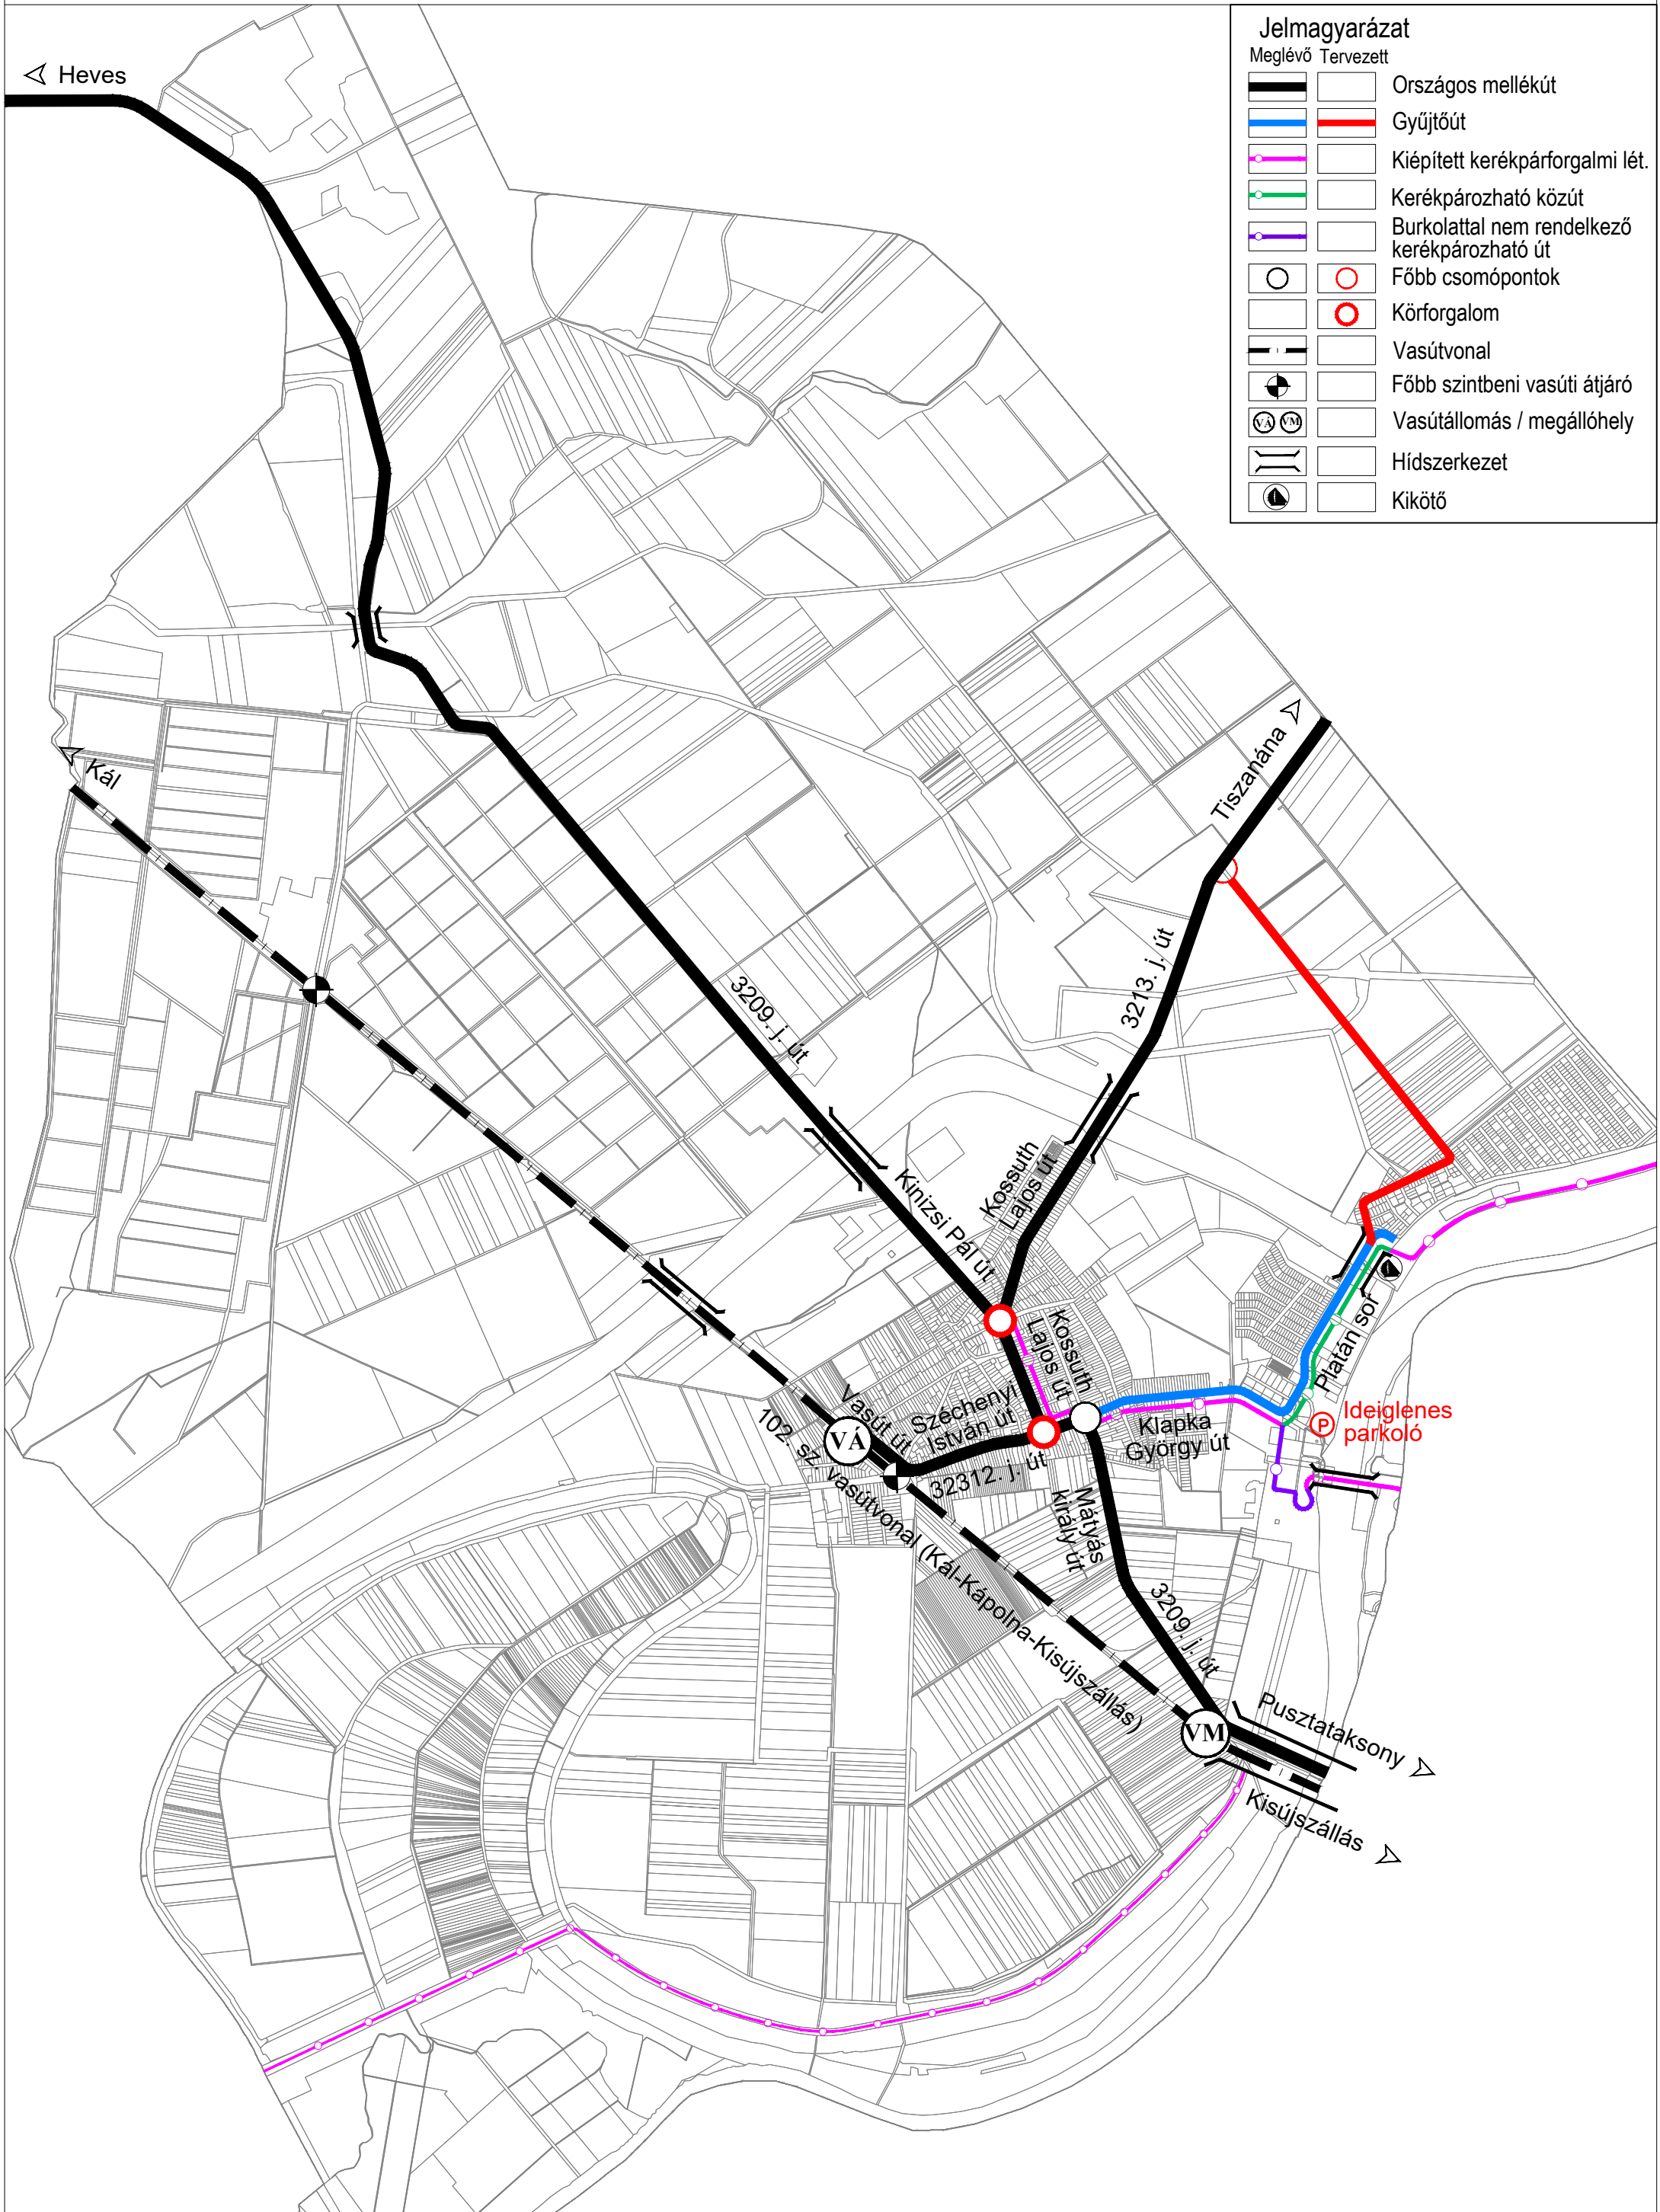 Jelmagyarázat
Meglévő Tervezett
Országos mellékút
Gyűjtőút
Kiépített kerékpárforgalmi lét.
Kerékpározható közút
Burkolattal nem rendelkező
kerékpározható út
Főbb csomópontok
Körforgalom
Vasútvonal
Főbb szintbeni vasúti átjáró
VÁ VM
Vasútállomás / megállóhely
Hídszerkezet
Kikötő
Heves
Kál
Tiszanána
3213. j. út
3209. j. út
Kossuth
Lajos út
Kinizsi Pál út
Kossuth
Lajos út
Platán sor
P
Ideiglenes
parkoló
Klapka
György út
Széchenyi
István út
Vasút út
VÁ
32312. j. út
102. sz. vasútvonal (Kál-Kápolna-Kisújszállás)
Mátyás
király út
3209. j. út
VM
Pusztataksony
Kisújszállás